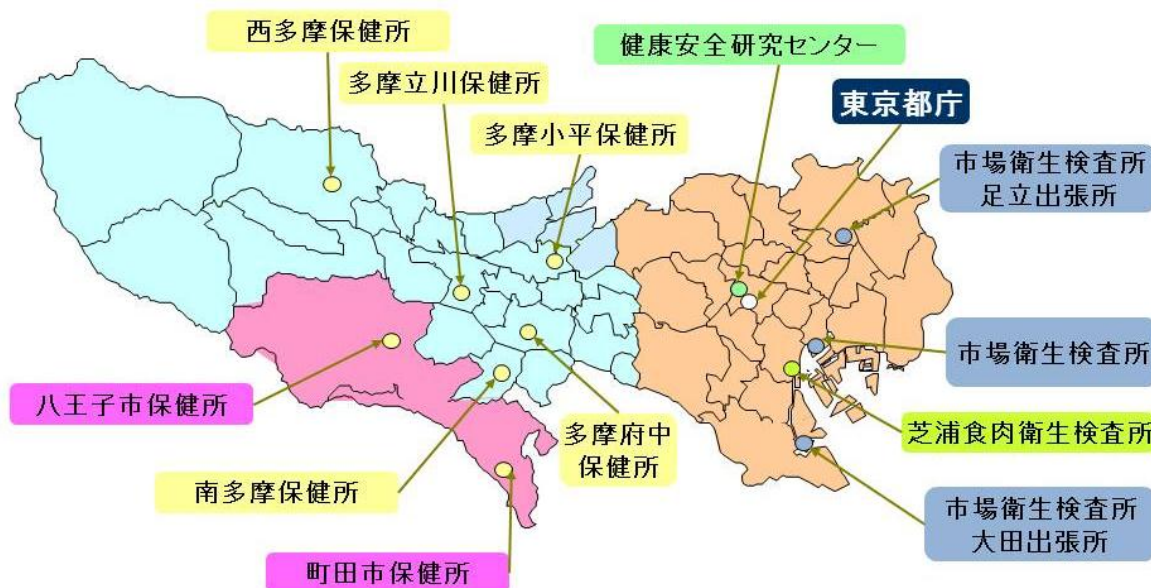 西多摩保健所
健康安全研究センター
多摩立川保健所
東京都庁
多摩小平保健所
市場衛生検査所
足立出張所
市場衛生検査所
八王子市保健所
芝浦食肉衛生検査所
多摩府中
保健所
南多摩保健所
市場衛生検査所
大田出張所
町田市保健所